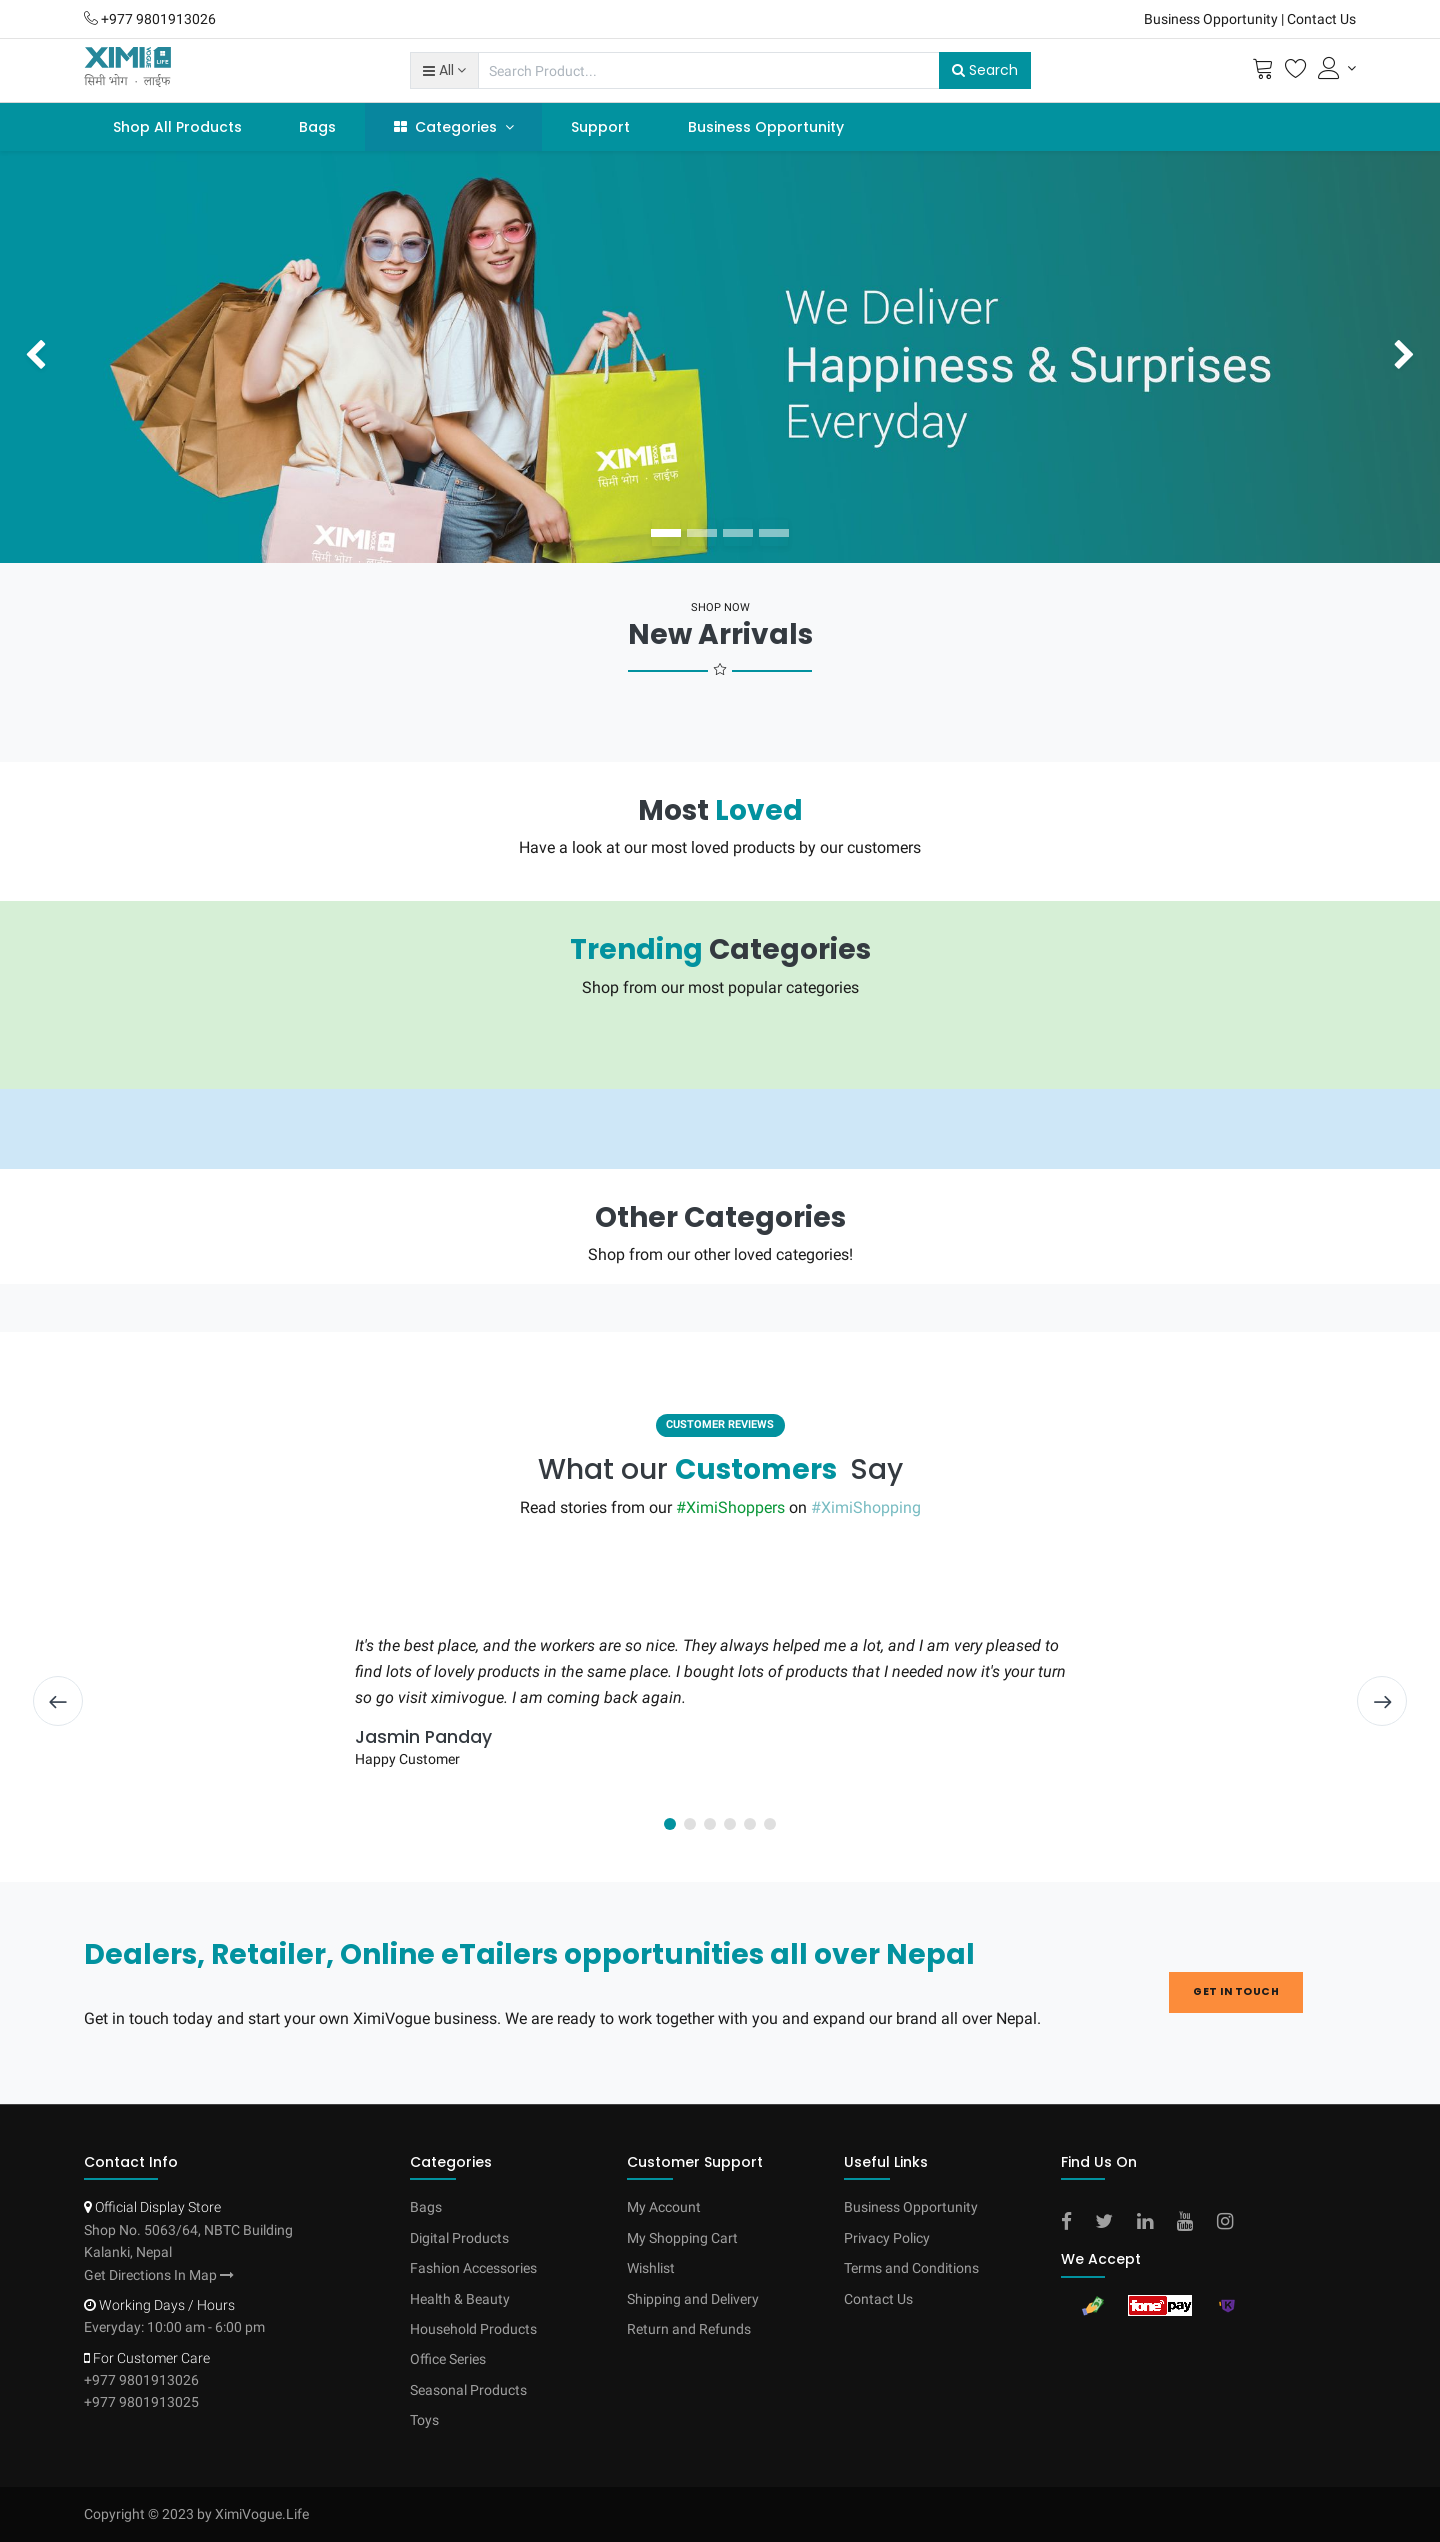 +977 9801913026
Business Opportunity | Contact Us
XIMI VOGUE LIFE
सिमी भोग · लाईफ
All
Search Product...
Search
Shop All Products
Bags
Categories
Support
Business Opportunity
We Deliver
Happiness & Surprises
Everyday
XIMI VOGUE LIFE
सिमी भोग · लाईफ
XIMI VOGUE LIFE
सिमी भोग · लाईफ
SHOP NOW
New Arrivals
Most Loved
Have a look at our most loved products by our customers
Trending Categories
Shop from our most popular categories
Other Categories
Shop from our other loved categories!
CUSTOMER REVIEWS
What our Customers Say
Read stories from our #XimiShoppers on #XimiShopping
It's the best place, and the workers are so nice. They always helped me a lot, and I am very pleased to
find lots of lovely products in the same place. I bought lots of products that I needed now it's your turn
so go visit ximivogue. I am coming back again.
Jasmin Panday
Happy Customer
Dealers, Retailer, Online eTailers opportunities all over Nepal
Get in touch today and start your own XimiVogue business. We are ready to work together with you and expand our brand all over Nepal.
GET IN TOUCH
Contact Info
Official Display Store
Shop No. 5063/64, NBTC Building
Kalanki, Nepal
Get Directions In Map
Working Days / Hours
Everyday: 10:00 am - 6:00 pm
For Customer Care
+977 9801913026
+977 9801913025
Categories
Bags
Digital Products
Fashion Accessories
Health & Beauty
Household Products
Office Series
Seasonal Products
Toys
Customer Support
My Account
My Shopping Cart
Wishlist
Shipping and Delivery
Return and Refunds
Useful Links
Business Opportunity
Privacy Policy
Terms and Conditions
Contact Us
Find Us On
You Tube
We Accept
fone pay
K
Copyright © 2023 by XimiVogue.Life